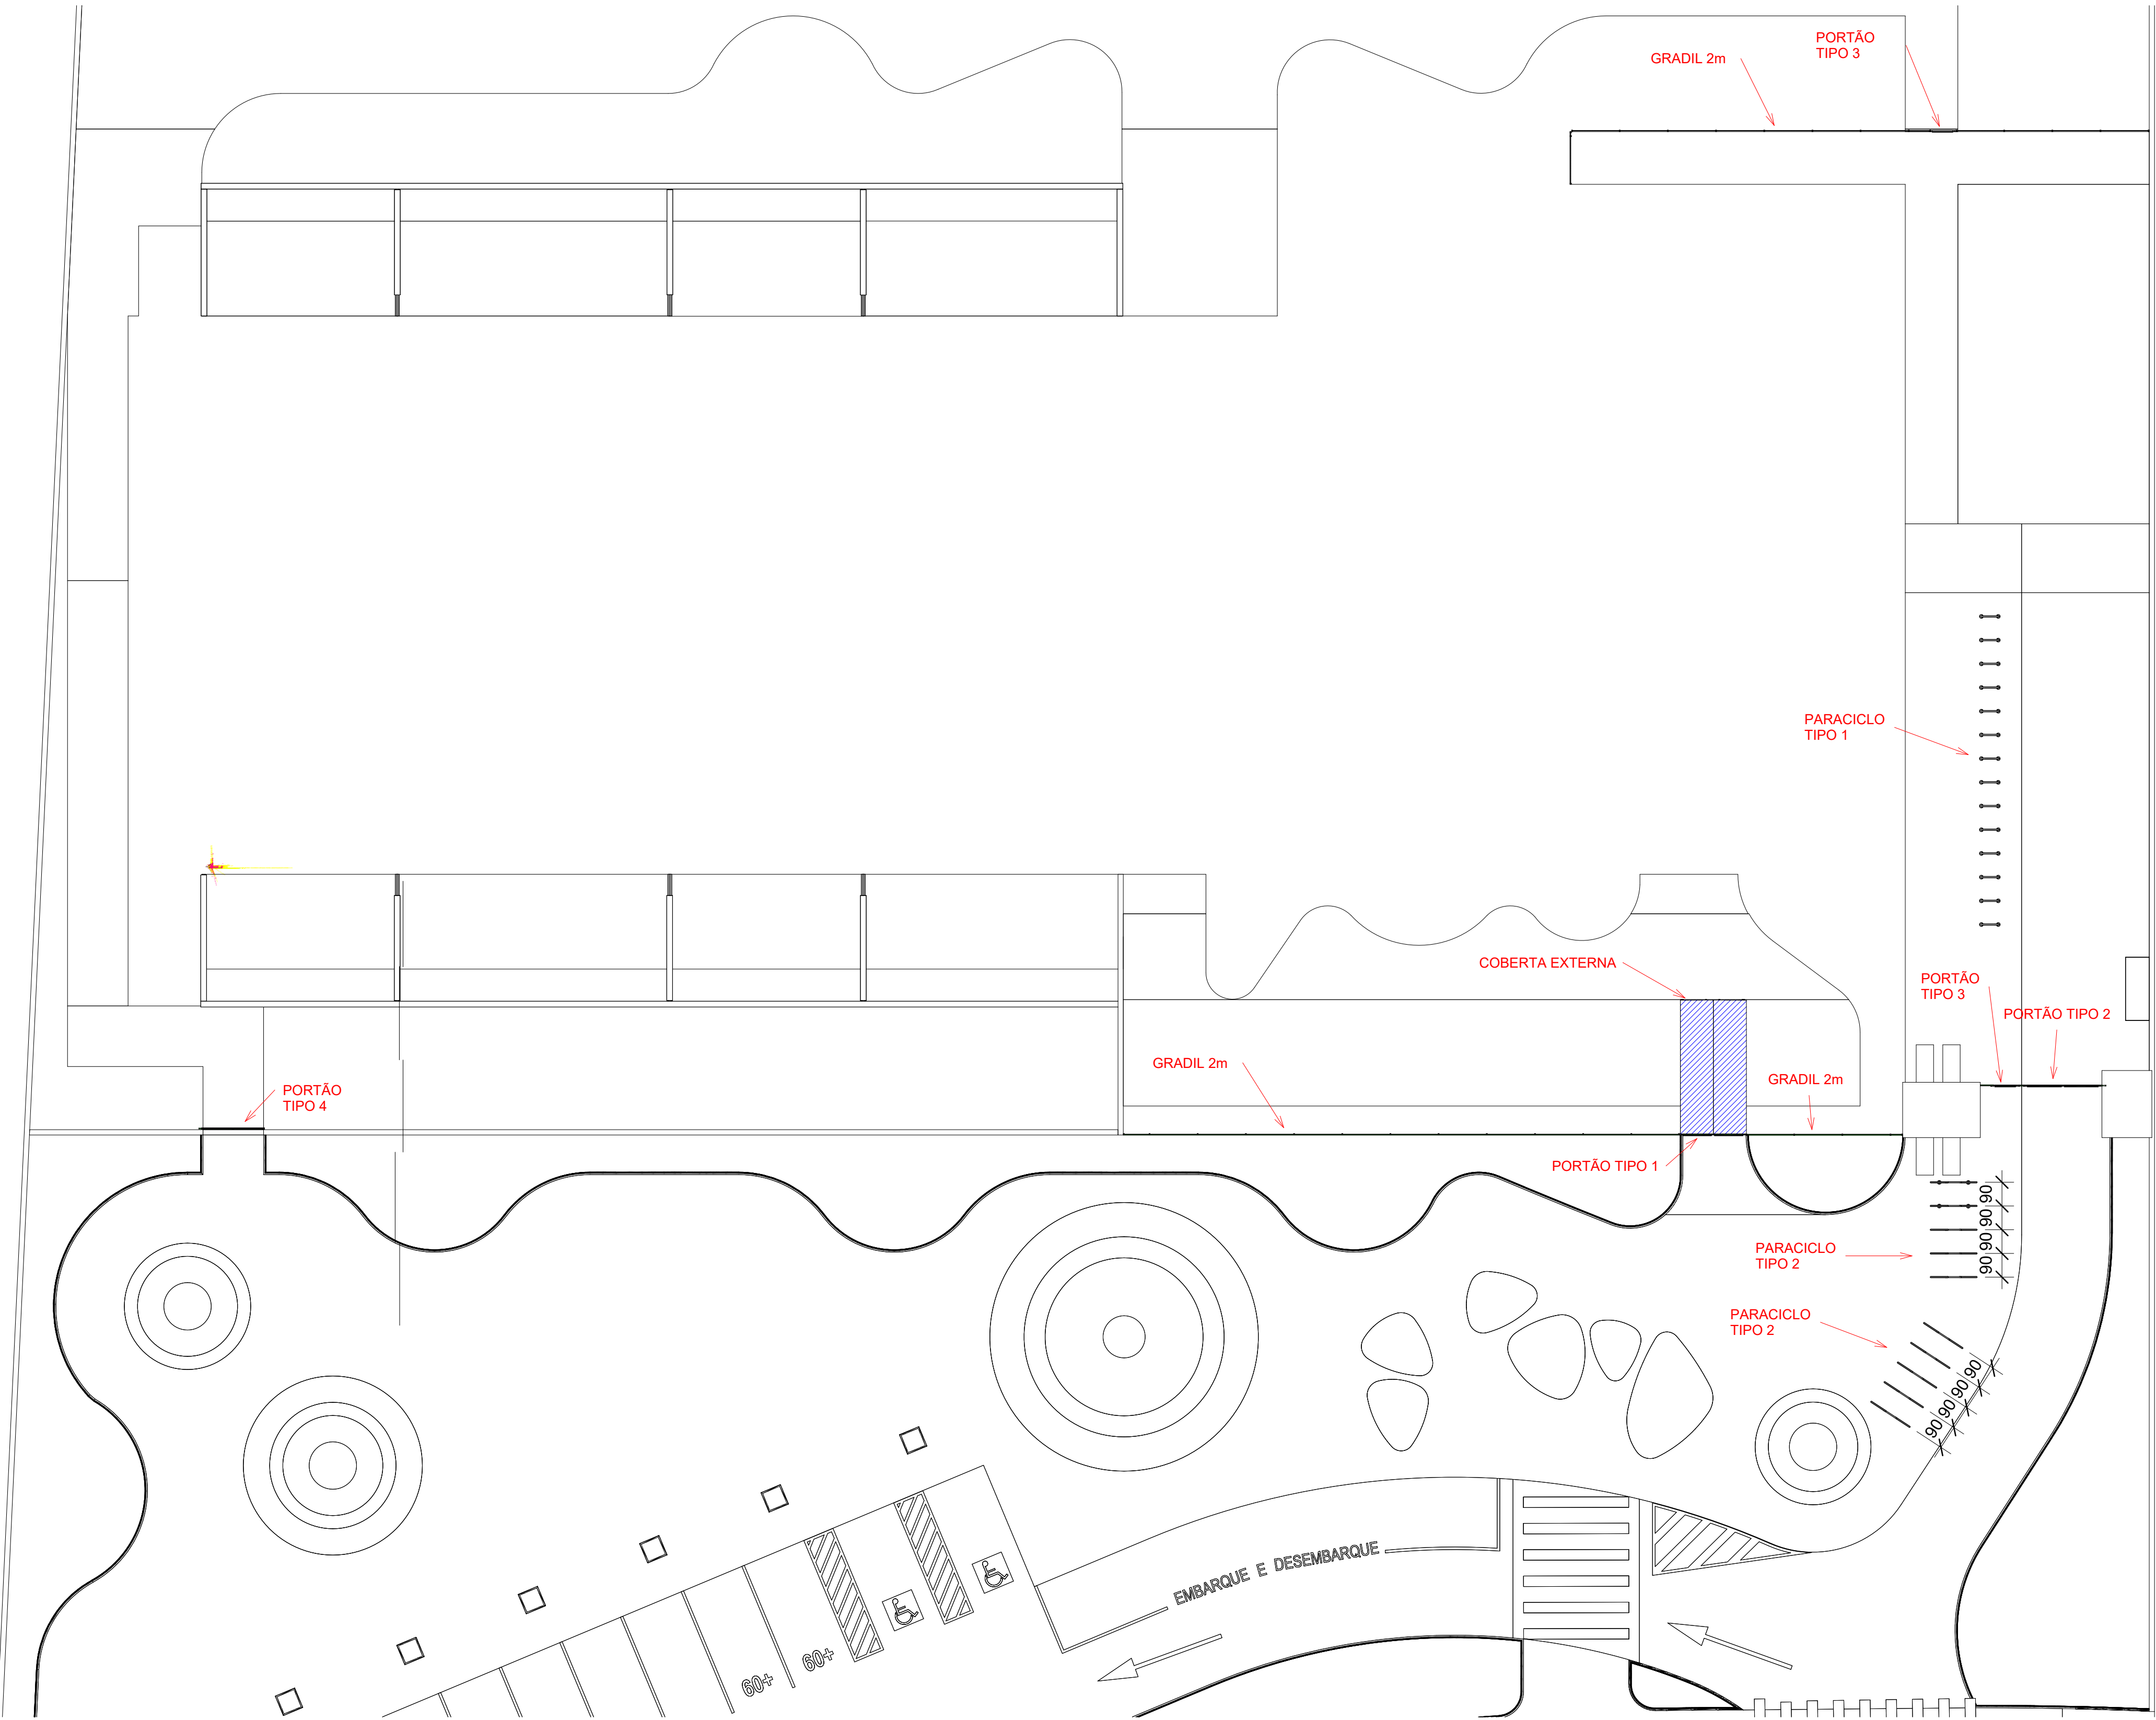 PORTÃO
TIPO 3
GRADIL 2m
PARACICLO
TIPO 1
COBERTA EXTERNA
PORTÃO
TIPO 3
PORTÃO TIPO 2
GRADIL 2m
GRADIL 2m
PORTÃO
TIPO 4
PORTÃO TIPO 1
90
90
90
90
PARACICLO
TIPO 2
PARACICLO
TIPO 2
90
90
90
90
EMBARQUE E DESEMBARQUE
60+
60+